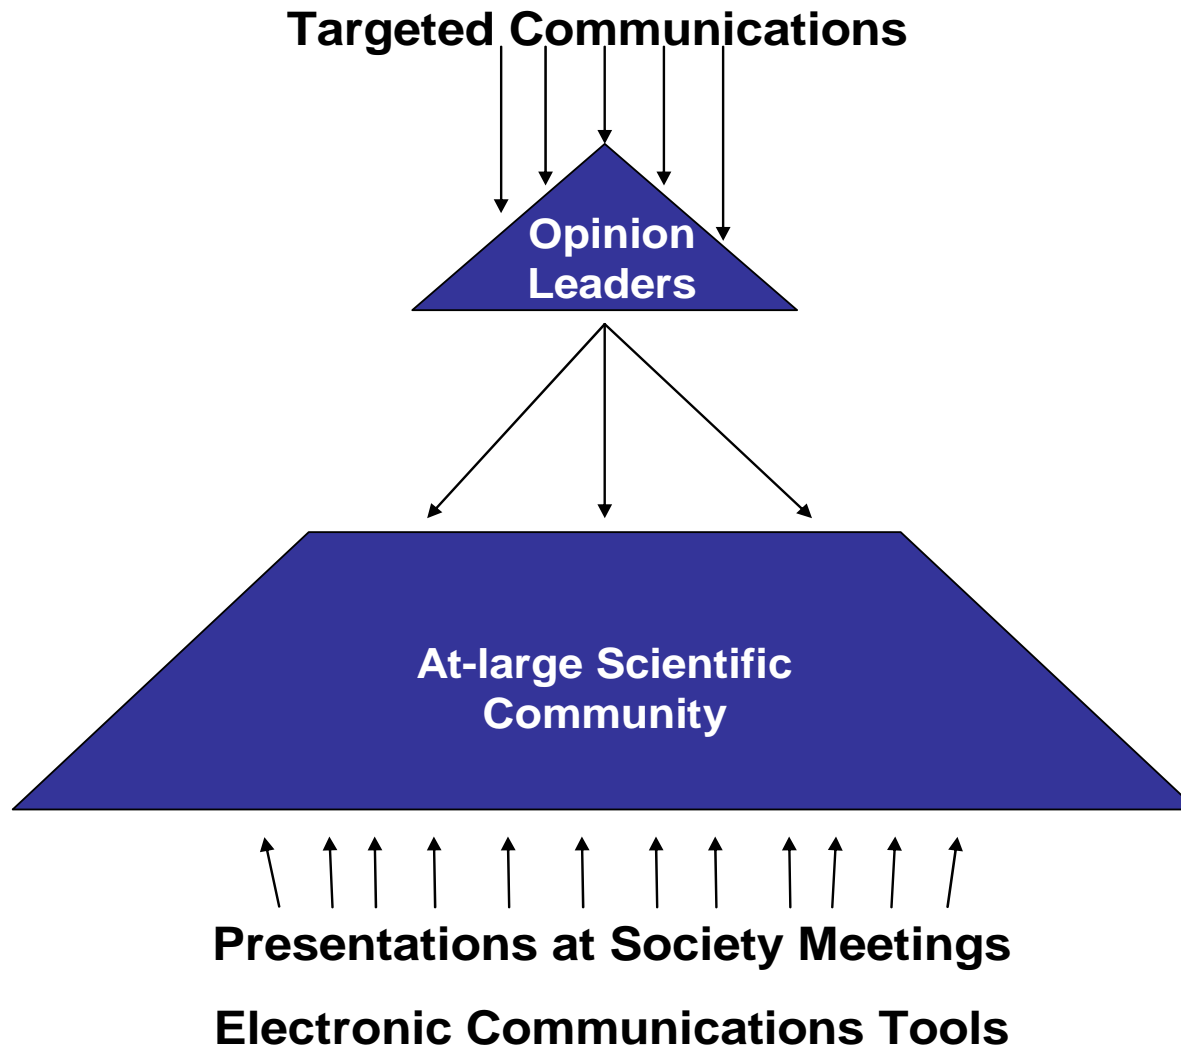 Targeted Communications
Opinion
Leaders
At-large Scientific
Community
Presentations at Society Meetings
Electronic Communications Tools